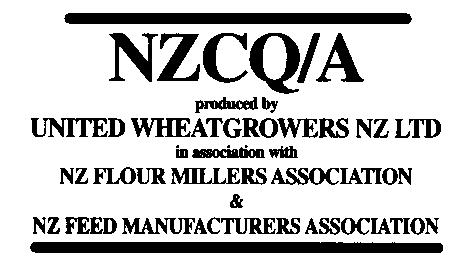 NZCQ/A
produced by
UNITED WHEATGROWERS NZ LTD
in association with
NZ FLOUR MILLERS ASSOCIATION
&
NZ FEED MANUFACTURERS ASSOCIATION